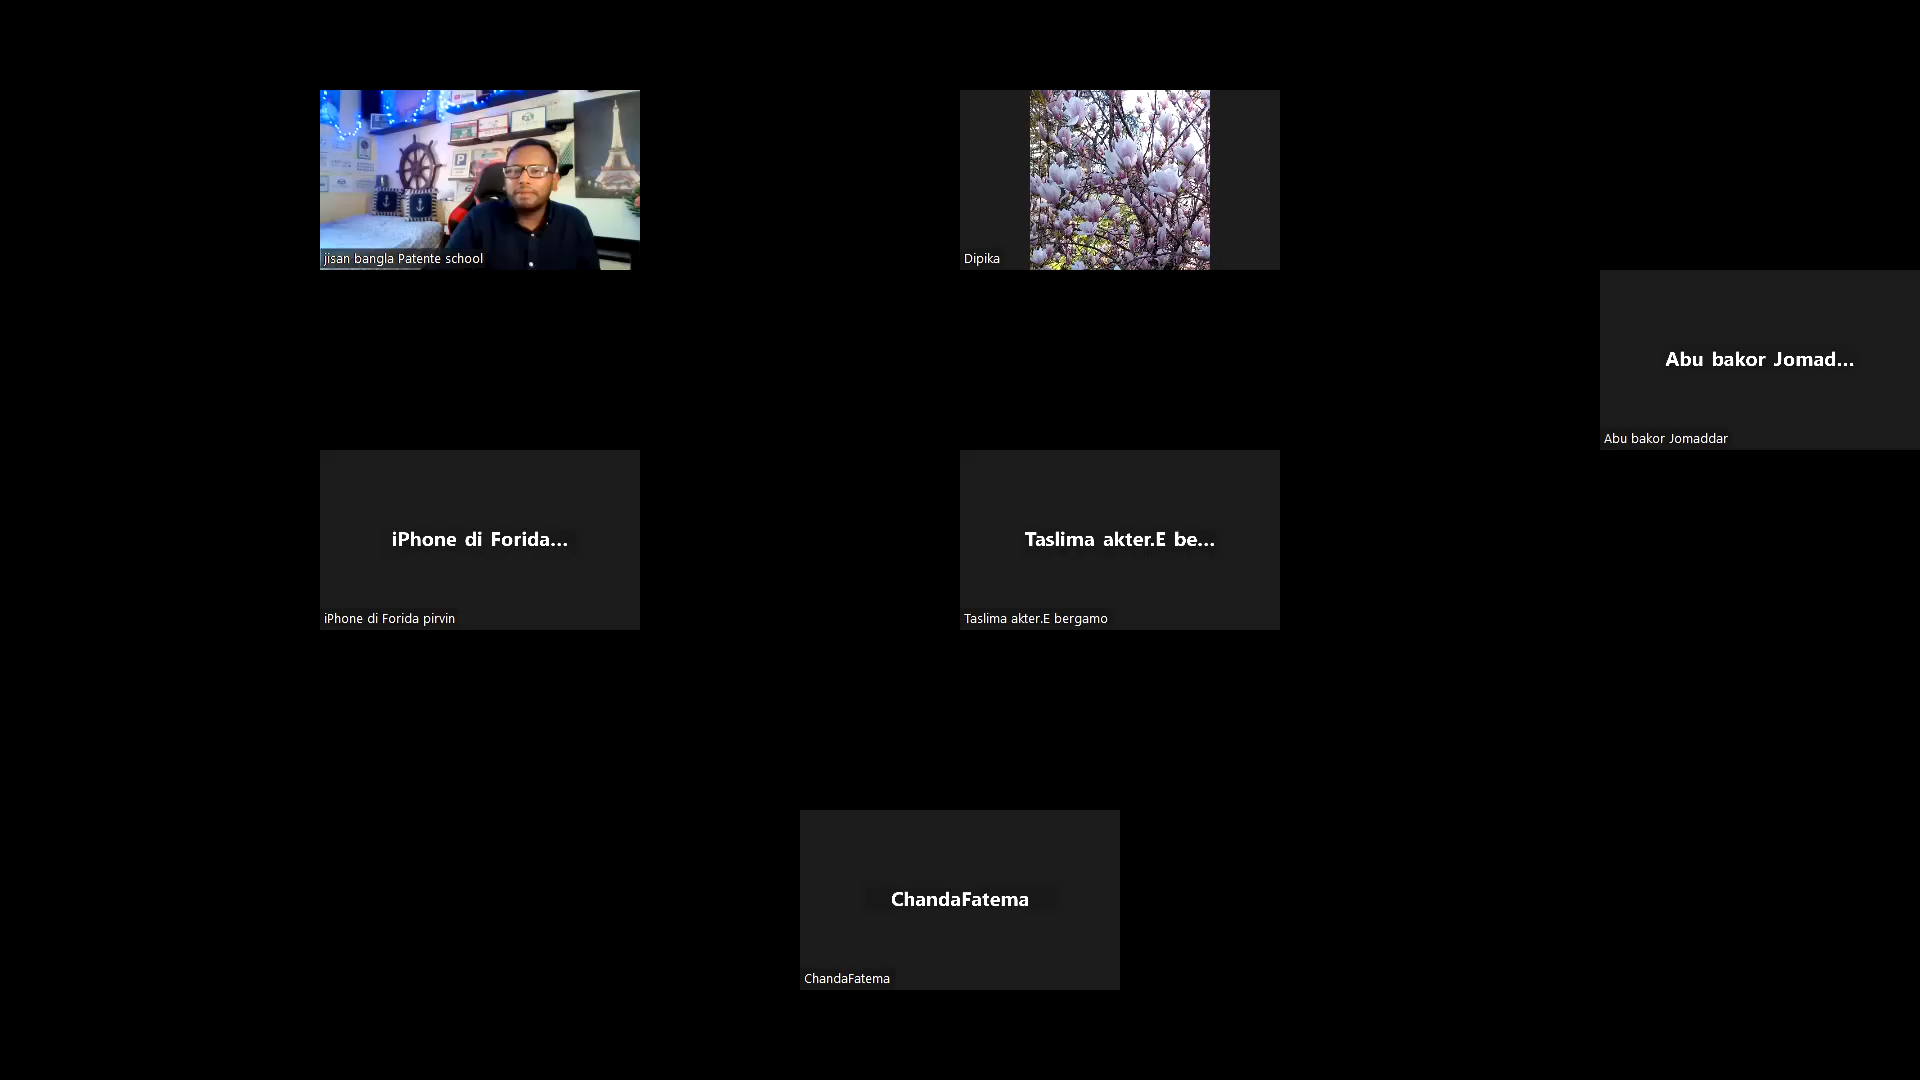 jisan bangla Patente school
Dipika
Abu bakor Jomad...
Abu bakor Jomaddar
iPhone di Forida...
iPhone di Forida pirvin
Taslima akter.E be...
Taslima akter.E bergamo
ChandaFatema
ChandaFatema